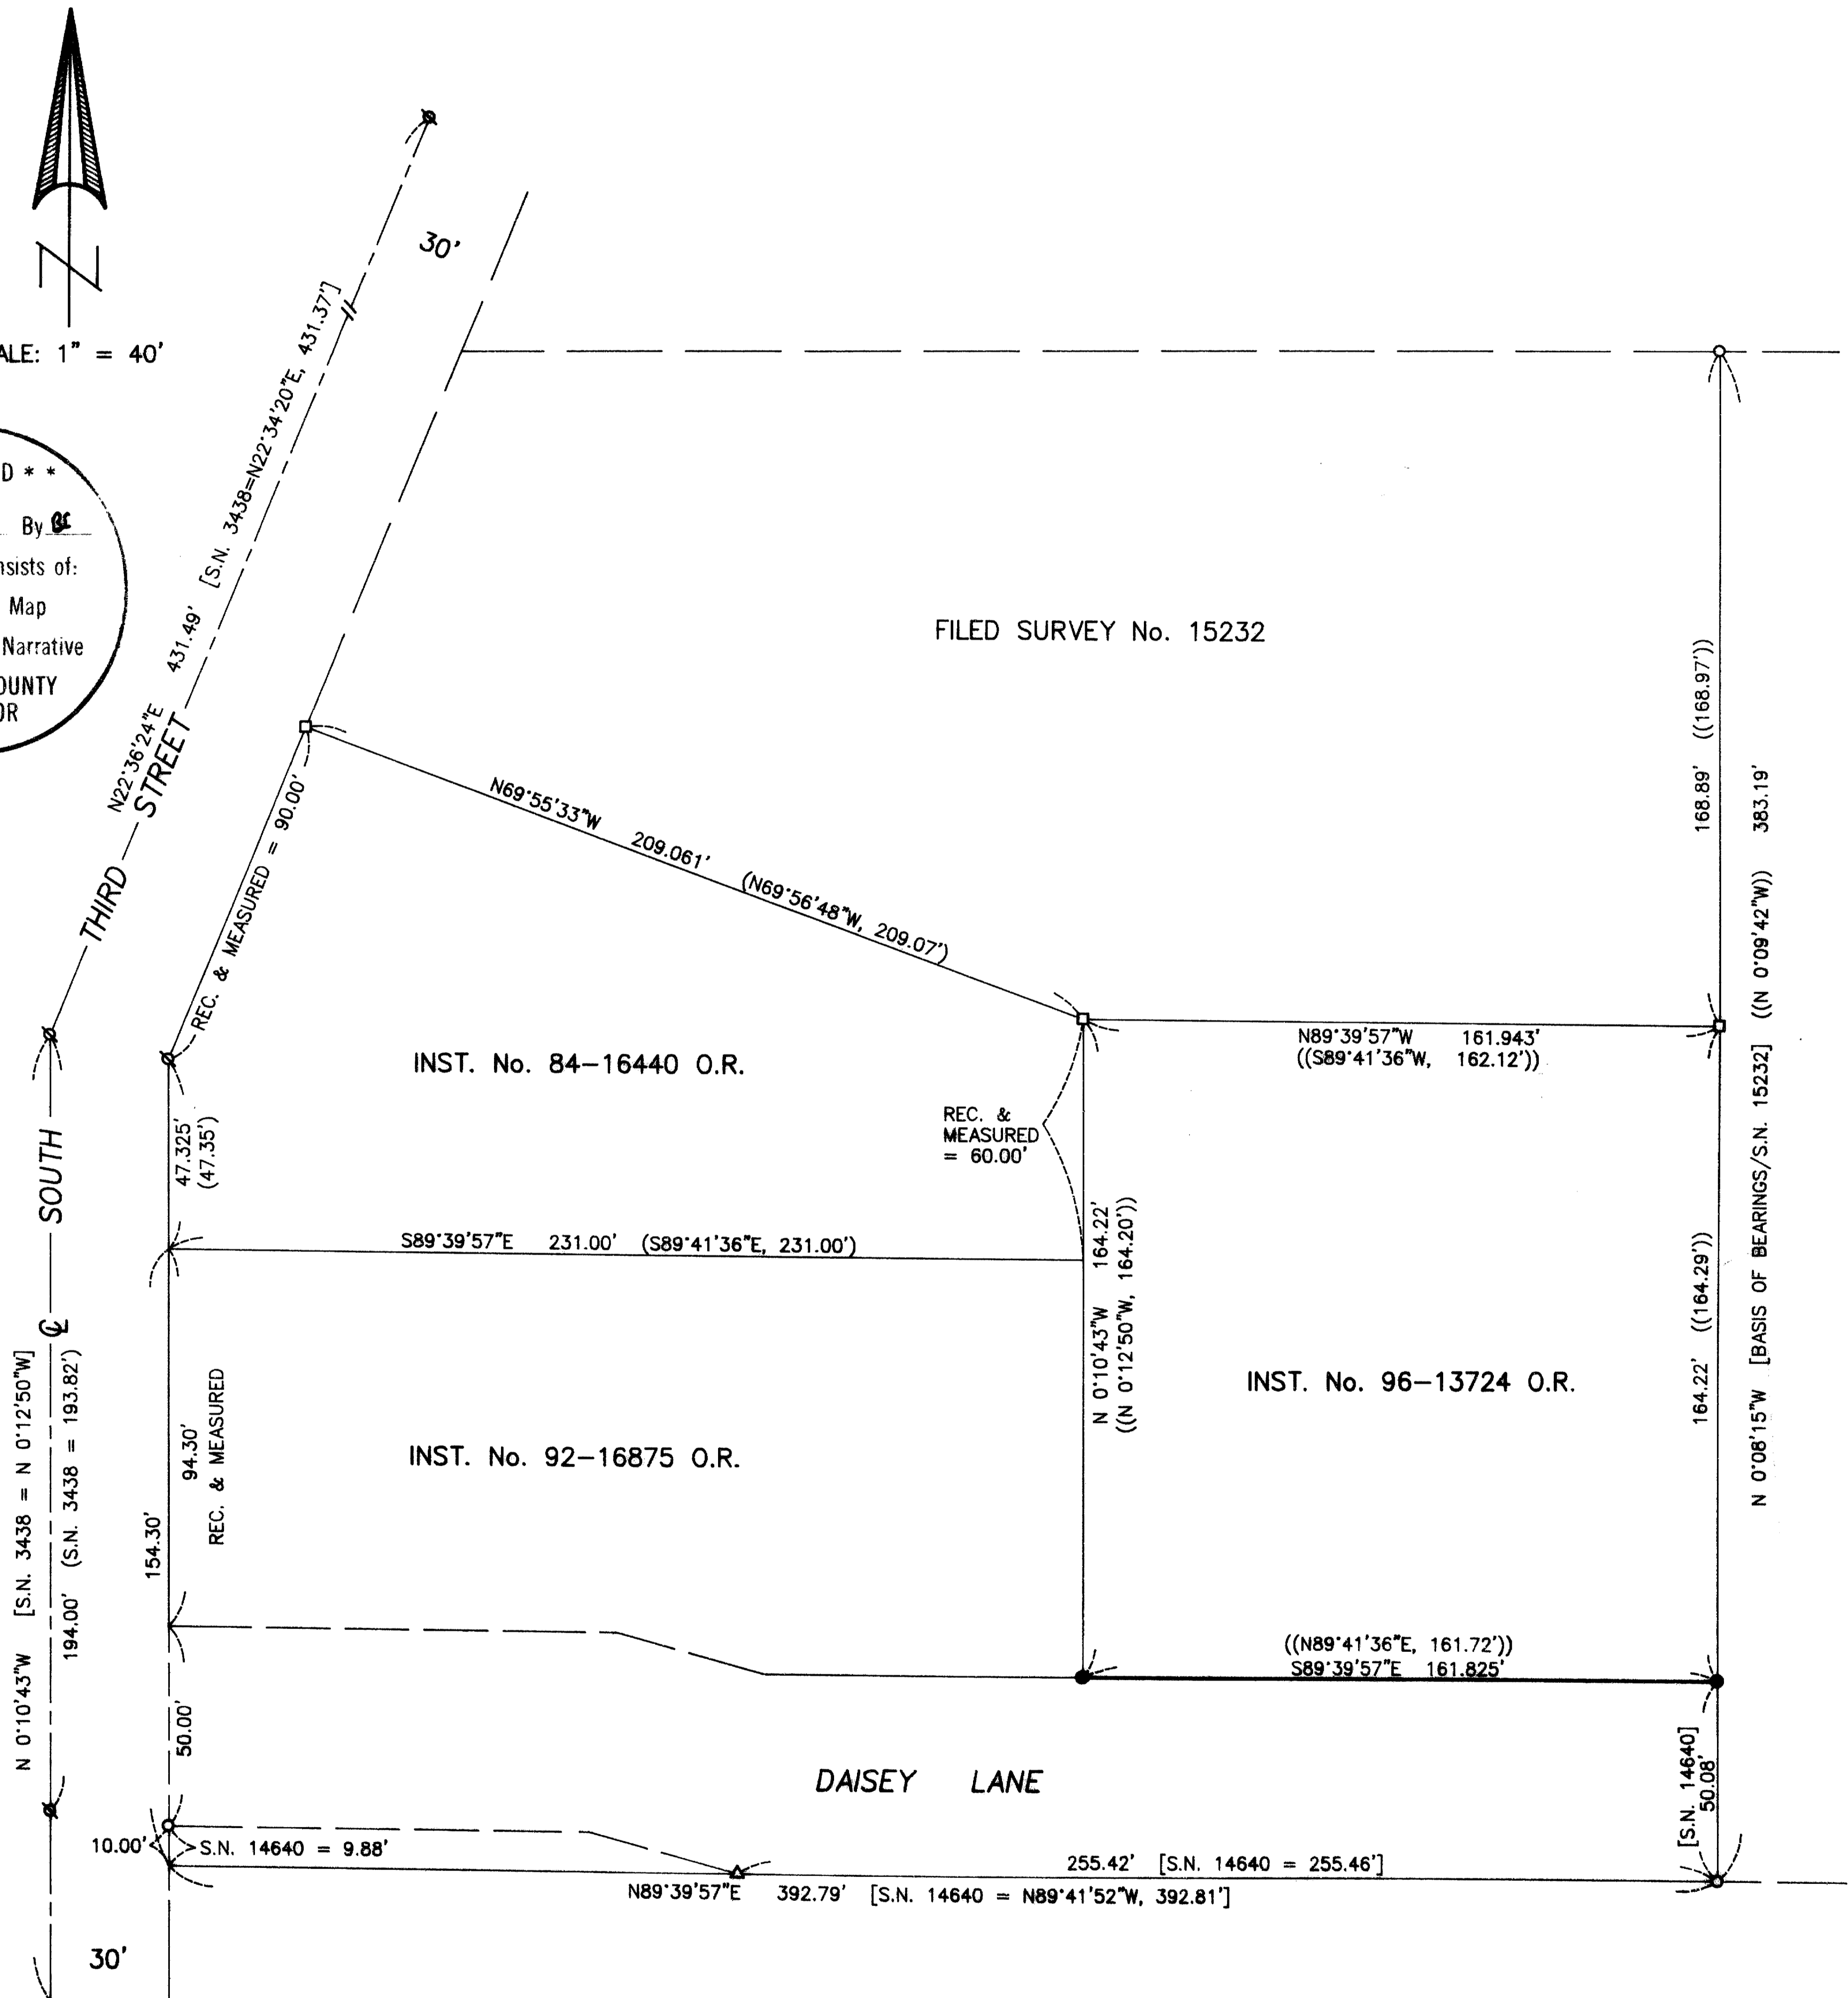 N
ALE: 1" = 40'
D * *
By
nsists of:
Map
Narrative
OUNTY
OR
30'
N22°36'24"E 431.49' [S.N. 3438=N22°34'20"E, 431.37']
THIRD STREET
REC. & MEASURED = 90.00'
FILED SURVEY No. 15232
N69°55'33"W 209.061' (N69°56'48"W, 209.07')
168.89' ((168.97'))
N 0°08'15"W [BASIS OF BEARINGS/S.N. 15232] ((N 0°09'42"W)) 383.19'
N89°39'57"W 161.943'
((S89°41'36"W, 162.12'))
INST. No. 84-16440 O.R.
REC. &
MEASURED
= 60.00'
47.325'
(47.35')
SOUTH
S89°39'57"E 231.00' (S89°41'36"E, 231.00')
N 0°10'43"W 164.22'
((N 0°12'50"W, 164.20'))
164.22' ((164.29'))
INST. No. 96-13724 O.R.
INST. No. 92-16875 O.R.
℄
N 0°10'43"W [S.N. 3438 = N 0°12'50"W]
194.00' (S.N. 3438 = 193.82')
154.30'
94.30'
REC. & MEASURED
((N89°41'36"E, 161.72'))
S89°39'57"E 161.825'
50.00'
DAISEY LANE
[S.N. 14640]
50.08'
10.00'
S.N. 14640 = 9.88'
255.42' [S.N. 14640 = 255.46']
N89°39'57"E 392.79' [S.N. 14640 = N89°41'52"W, 392.81']
30'